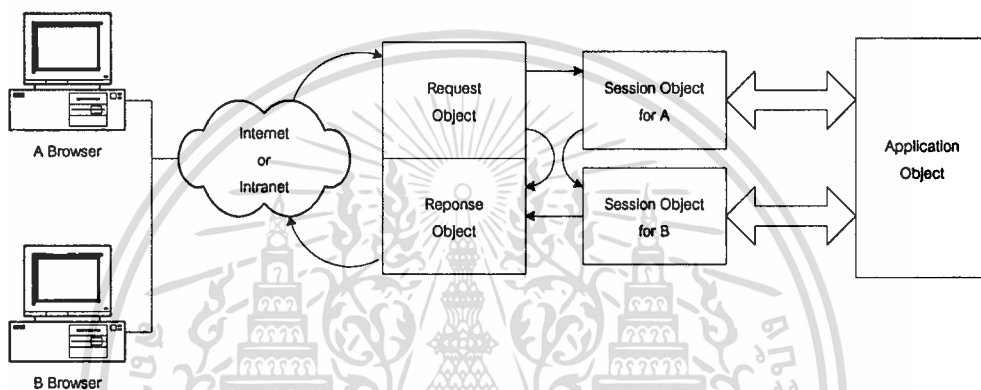 A Browser
B Browser
Internet
or
Intranet
Request
Object
Reponse
Object
Session Object
for A
Session Object
for B
Application
Object